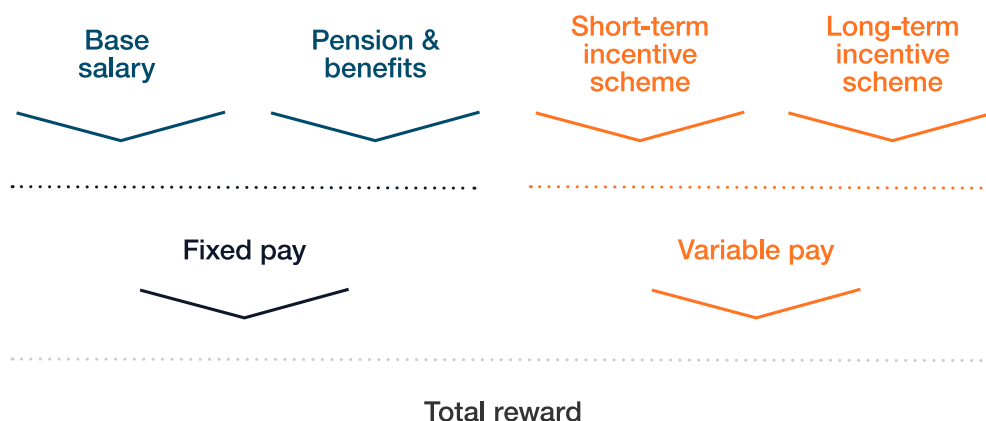 Base
salary
Pension &
benefits
Short-term
incentive
scheme
Long-term
incentive
scheme
Fixed pay
Variable pay
Total reward